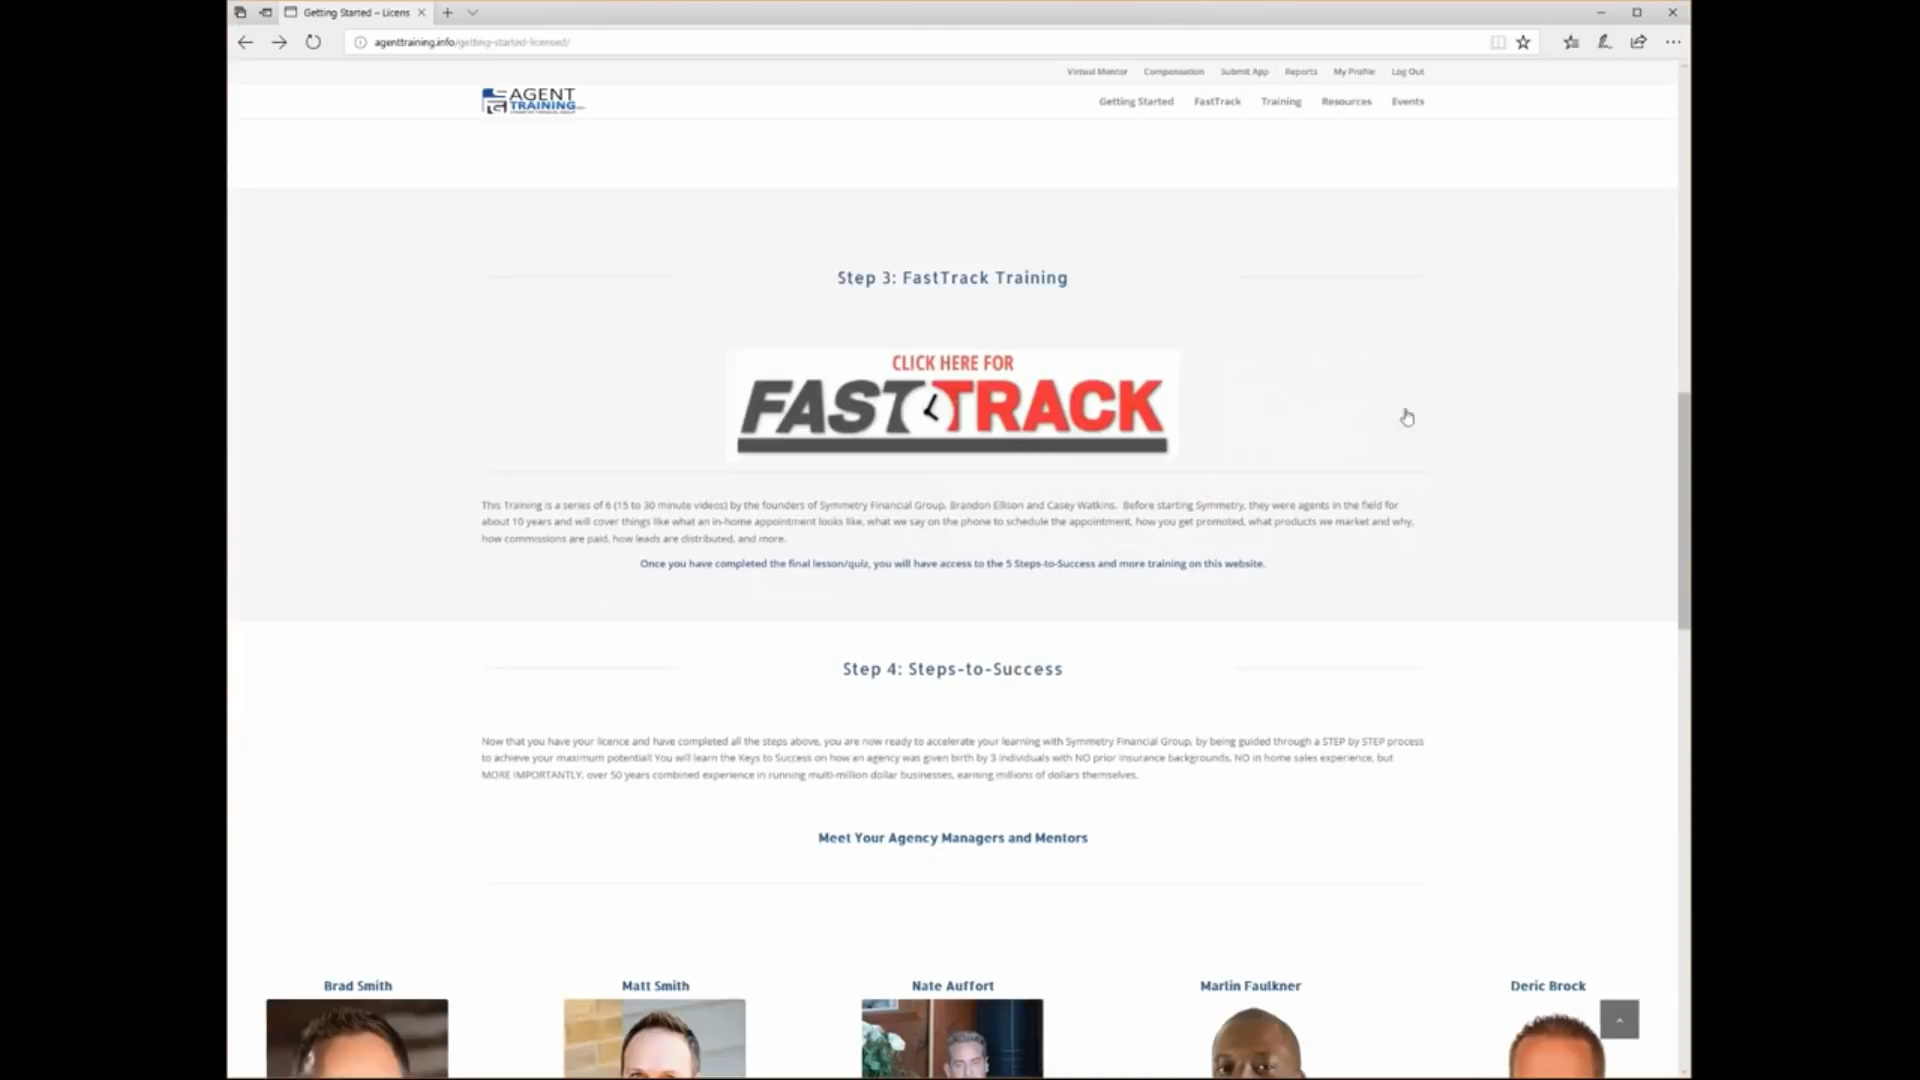 Getting Started – Licens
agenttraining.info/getting-started-licensed/
Virtual Mentor Compensation Submit App Reports My Profile Log Out
AGENT
TRAINING
Getting Started FastTrack Training Resources Events
Step 3: FastTrack Training
CLICK HERE FOR
FAST TRACK
This Training is a series of 6 (15 to 30 minute videos) by the founders of Symmetry Financial Group, Brandon Ellison and Casey Watkins. Before starting Symmetry, they were agents in the field for
about 10 years and will cover things like what an in-home appointment looks like, what we say on the phone to schedule the appointment, how you get promoted, what products we market and why,
how commissions are paid, how leads are distributed, and more.
Once you have completed the final lesson/quiz, you will have access to the 5 Steps-to-Success and more training on this website.
Step 4: Steps-to-Success
Now that you have your licence and have completed all the steps above, you are now ready to accelerate your learning with Symmetry Financial Group, by being guided through a STEP by STEP process
to achieve your maximum potential! You will learn the Keys to Success on how an agency was given birth by 3 individuals with NO prior insurance backgrounds, NO in home sales experience, but
MORE IMPORTANTLY, over 50 years combined experience in running multi-million dollar businesses, earning millions of dollars themselves.
Meet Your Agency Managers and Mentors
Brad Smith Matt Smith Nate Auffort Marlin Faulkner Deric Brock